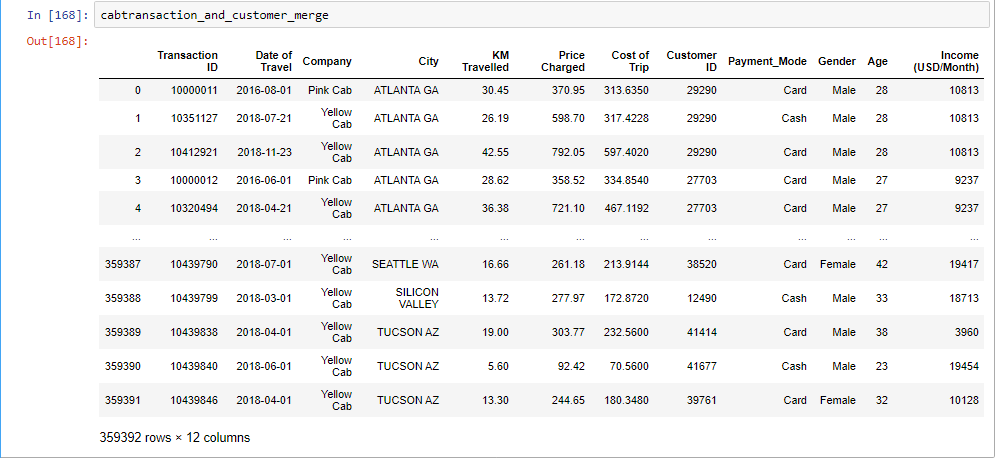 In [168]: cabtransaction_and_customer_merge
Out[168]:
Transaction ID Date of Travel Company City KM Travelled Price Charged Cost of Trip Customer ID Payment_Mode Gender Age Income (USD/Month)
0 10000011 2016-08-01 Pink Cab ATLANTA GA 30.45 370.95 313.6350 29290 Card Male 28 10813
1 10351127 2018-07-21 Yellow Cab ATLANTA GA 26.19 598.70 317.4228 29290 Cash Male 28 10813
2 10412921 2018-11-23 Yellow Cab ATLANTA GA 42.55 792.05 597.4020 29290 Card Male 28 10813
3 10000012 2016-06-01 Pink Cab ATLANTA GA 28.62 358.52 334.8540 27703 Card Male 27 9237
4 10320494 2018-04-21 Yellow Cab ATLANTA GA 36.38 721.10 467.1192 27703 Card Male 27 9237
... ... ... ... ... ... ... ... ... ... ... ... ...
359387 10439790 2018-07-01 Yellow Cab SEATTLE WA 16.66 261.18 213.9144 38520 Card Female 42 19417
359388 10439799 2018-03-01 Yellow Cab SILICON VALLEY 13.72 277.97 172.8720 12490 Cash Male 33 18713
359389 10439838 2018-04-01 Yellow Cab TUCSON AZ 19.00 303.77 232.5600 41414 Card Male 38 3960
359390 10439840 2018-06-01 Yellow Cab TUCSON AZ 5.60 92.42 70.5600 41677 Cash Male 23 19454
359391 10439846 2018-04-01 Yellow Cab TUCSON AZ 13.30 244.65 180.3480 39761 Card Female 32 10128
359392 rows × 12 columns